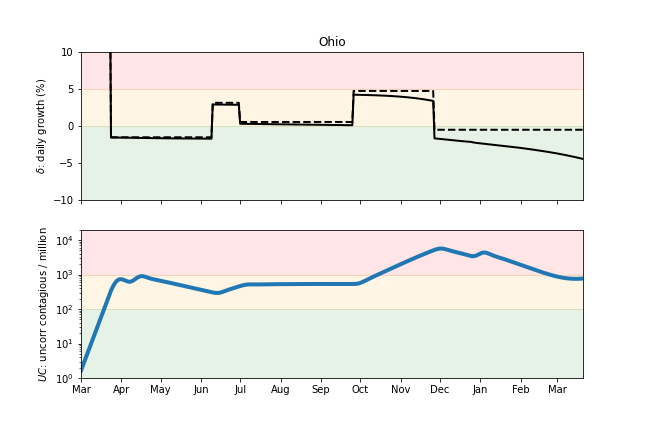 Ohio
δ: daily growth (%)
10
5
0
−5
−10
UC: uncorr contagious / million
10⁴
10³
10²
10¹
10⁰
Mar Apr May Jun Jul Aug Sep Oct Nov Dec Jan Feb Mar